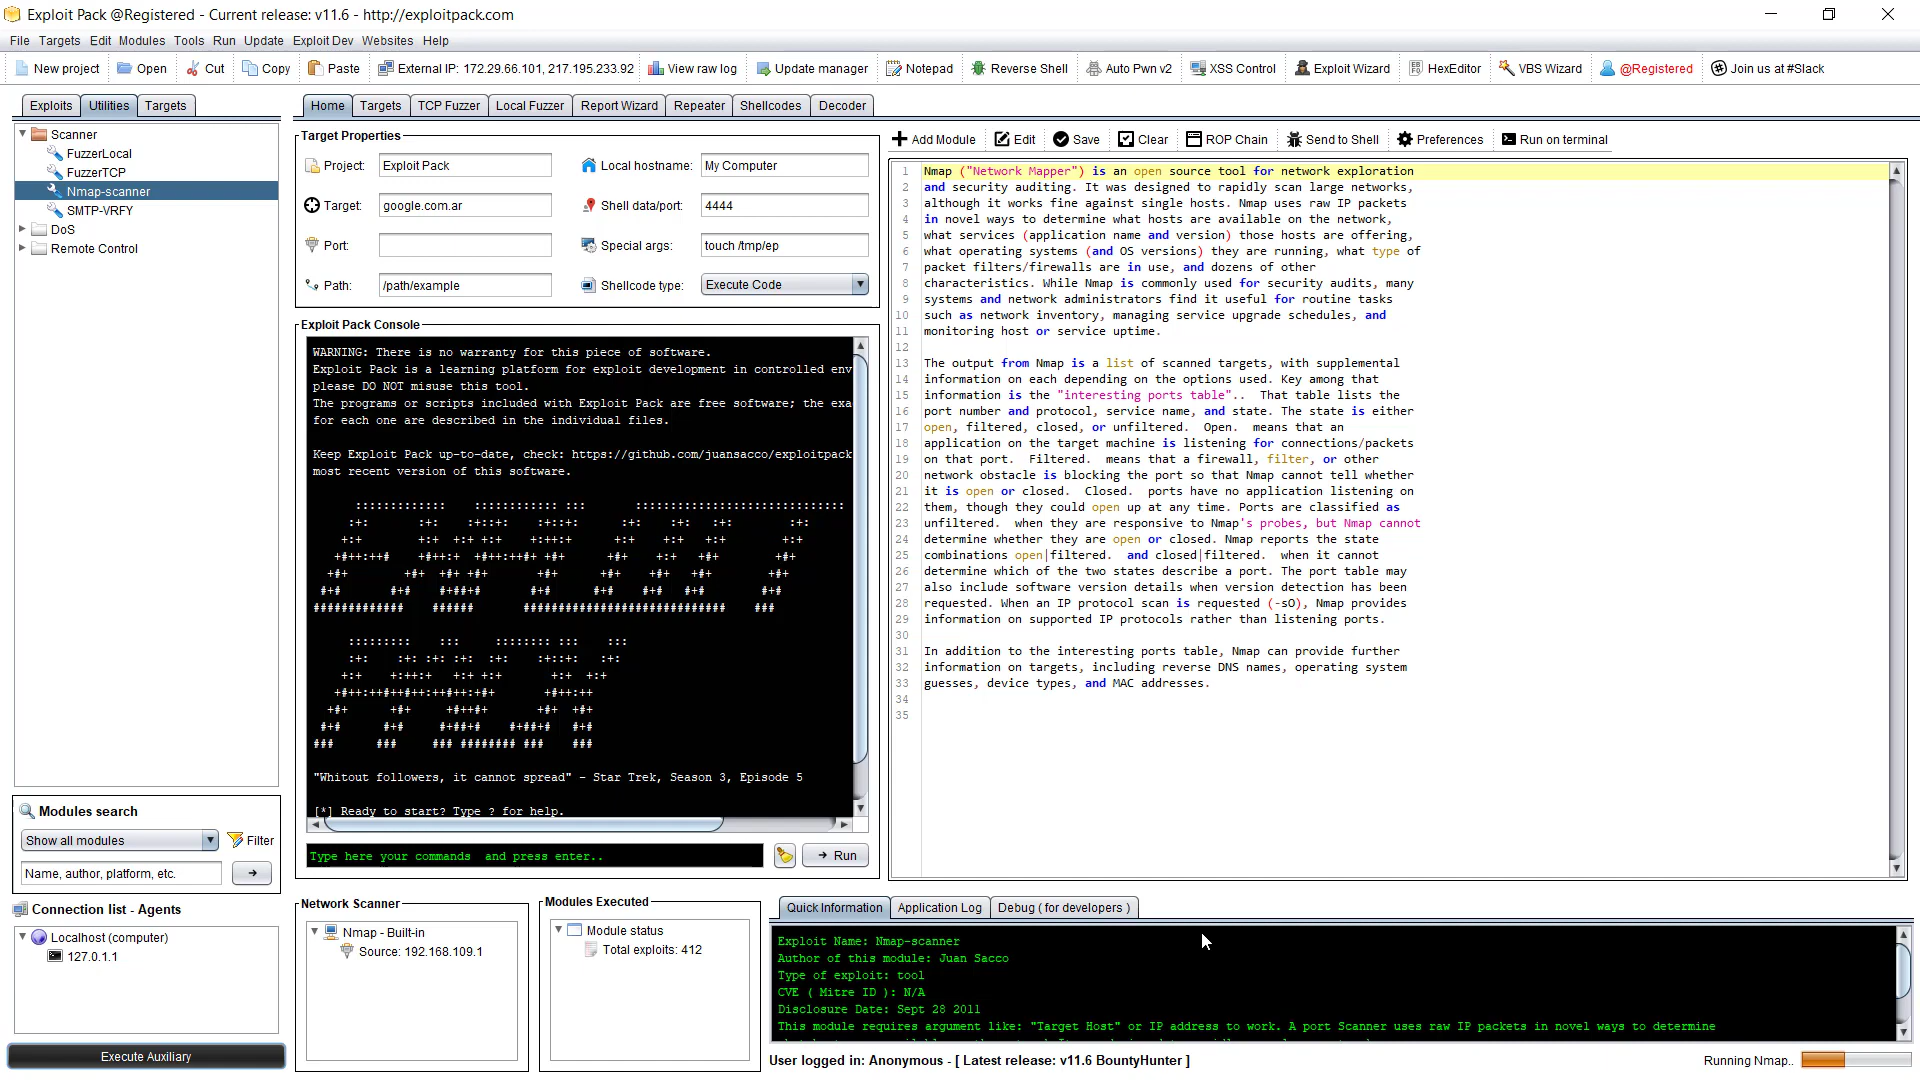 Exploit Pack @Registered - Current release: v11.6 - http://exploitpack.com
File Targets Edit Modules Tools Run Update Exploit Dev Websites Help
New project Open Cut Copy Paste External IP: 172.29.66.101, 217.195.233.92 View raw log Update manager Notepad Reverse Shell Auto Pwn v2 XSS Control Exploit Wizard HexEditor VBS Wizard @Registered Join us at #Slack
Exploits Utilities Targets
Scanner
FuzzerLocal
FuzzerTCP
Nmap-scanner
SMTP-VRFY
DoS
Remote Control
Modules search
Show all modules Filter
Name, author, platform, etc.
Connection list - Agents
Localhost (computer)
127.0.1.1
Execute Auxiliary
Home Targets TCP Fuzzer Local Fuzzer Report Wizard Repeater Shellcodes Decoder
Target Properties
Project: Exploit Pack Local hostname: My Computer
Target: google.com.ar Shell data/port: 4444
Port: Special args: touch /tmp/ep
Path: /path/example Shellcode type: Execute Code
Exploit Pack Console
WARNING: There is no warranty for this piece of software.
Exploit Pack is a learning platform for exploit development in controlled env
please DO NOT misuse this tool.
The programs or scripts included with Exploit Pack are free software; the exa
for each one are described in the individual files.
Keep Exploit Pack up-to-date, check: https://github.com/juansacco/exploitpack
most recent version of this software.
"Whitout followers, it cannot spread" - Star Trek, Season 3, Episode 5
[*] Ready to start? Type ? for help.
Type here your commands and press enter..
Run
Add Module Edit Save Clear ROP Chain Send to Shell Preferences Run on terminal
1 Nmap ("Network Mapper") is an open source tool for network exploration
2 and security auditing. It was designed to rapidly scan large networks,
3 although it works fine against single hosts. Nmap uses raw IP packets
4 in novel ways to determine what hosts are available on the network,
5 what services (application name and version) those hosts are offering,
6 what operating systems (and OS versions) they are running, what type of
7 packet filters/firewalls are in use, and dozens of other
8 characteristics. While Nmap is commonly used for security audits, many
9 systems and network administrators find it useful for routine tasks
10 such as network inventory, managing service upgrade schedules, and
11 monitoring host or service uptime.
12
13 The output from Nmap is a list of scanned targets, with supplemental
14 information on each depending on the options used. Key among that
15 information is the "interesting ports table".. That table lists the
16 port number and protocol, service name, and state. The state is either
17 open, filtered, closed, or unfiltered. Open. means that an
18 application on the target machine is listening for connections/packets
19 on that port. Filtered. means that a firewall, filter, or other
20 network obstacle is blocking the port so that Nmap cannot tell whether
21 it is open or closed. Closed. ports have no application listening on
22 them, though they could open up at any time. Ports are classified as
23 unfiltered. when they are responsive to Nmap's probes, but Nmap cannot
24 determine whether they are open or closed. Nmap reports the state
25 combinations open|filtered. and closed|filtered. when it cannot
26 determine which of the two states describe a port. The port table may
27 also include software version details when version detection has been
28 requested. When an IP protocol scan is requested (-sO), Nmap provides
29 information on supported IP protocols rather than listening ports.
30
31 In addition to the interesting ports table, Nmap can provide further
32 information on targets, including reverse DNS names, operating system
33 guesses, device types, and MAC addresses.
34
35
Network Scanner
Nmap - Built-in
Source: 192.168.109.1
Modules Executed
Module status
Total exploits: 412
Quick Information Application Log Debug ( for developers )
Exploit Name: Nmap-scanner
Author of this module: Juan Sacco
Type of exploit: tool
CVE ( Mitre ID ): N/A
Disclosure Date: Sept 28 2011
This module requires argument like: "Target Host" or IP address to work. A port Scanner uses raw IP packets in novel ways to determine
User logged in: Anonymous - [ Latest release: v11.6 BountyHunter ]
Running Nmap..